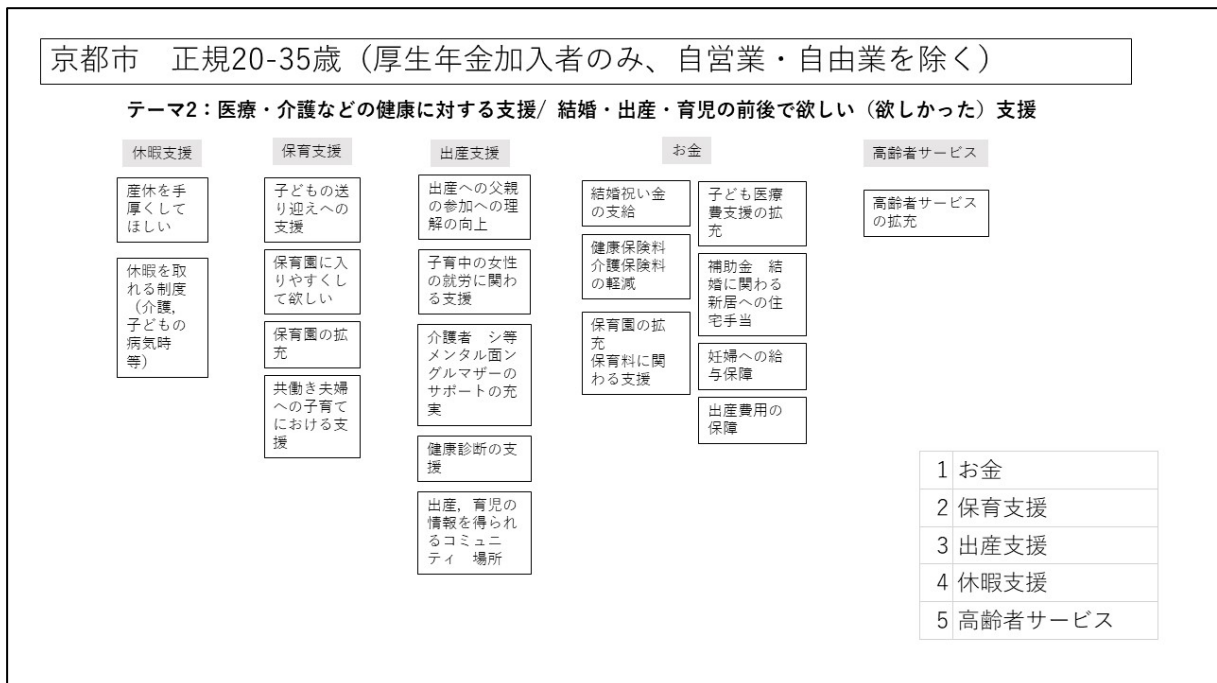 京都市　正規20-35歳（厚生年金加入者のみ、自営業・自由業を除く）
テーマ2：医療・介護などの健康に対する支援/ 結婚・出産・育児の前後で欲しい（欲しかった）支援
休暇支援
産休を手
厚くして
ほしい
休暇を取
れる制度
（介護,
子どもの
病気時
等）
保育支援
子どもの送
り迎えへの
支援
保育園に入
りやすくし
て欲しい
保育園の拡
充
共働き夫婦
への子育て
における支
援
出産支援
出産への父親
の参加への理
解の向上
子育中の女性
の就労に関わ
る支援
介護者　シ等
メンタル面ン
グルマザーの
サポートの充
実
健康診断の支
援
出産，育児の
情報を得られ
るコミュニ
ティ　場所
お金
結婚祝い金
の支給
健康保険料
介護保険料
の軽減
保育園の拡
充
保育料に関
わる支援
子ども医療
費支援の拡
充
補助金　結
婚に関わる
新居への住
宅手当
妊婦への給
与保障
出産費用の
保障
高齢者サービス
高齢者サービス
の拡充
1 お金
2 保育支援
3 出産支援
4 休暇支援
5 高齢者サービス